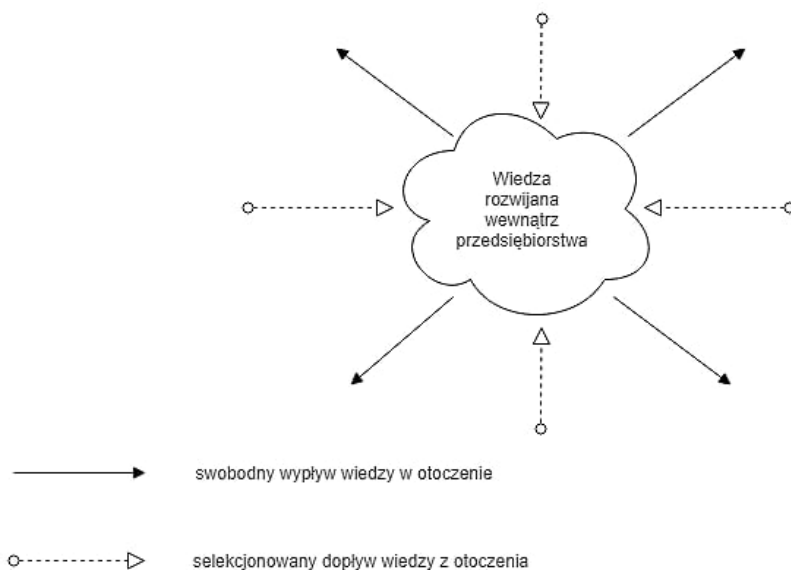 Wiedza
rozwijana
wewnątrz
przedsiębiorstwa
swobodny wypływ wiedzy w otoczenie
selekcjonowany dopływ wiedzy z otoczenia